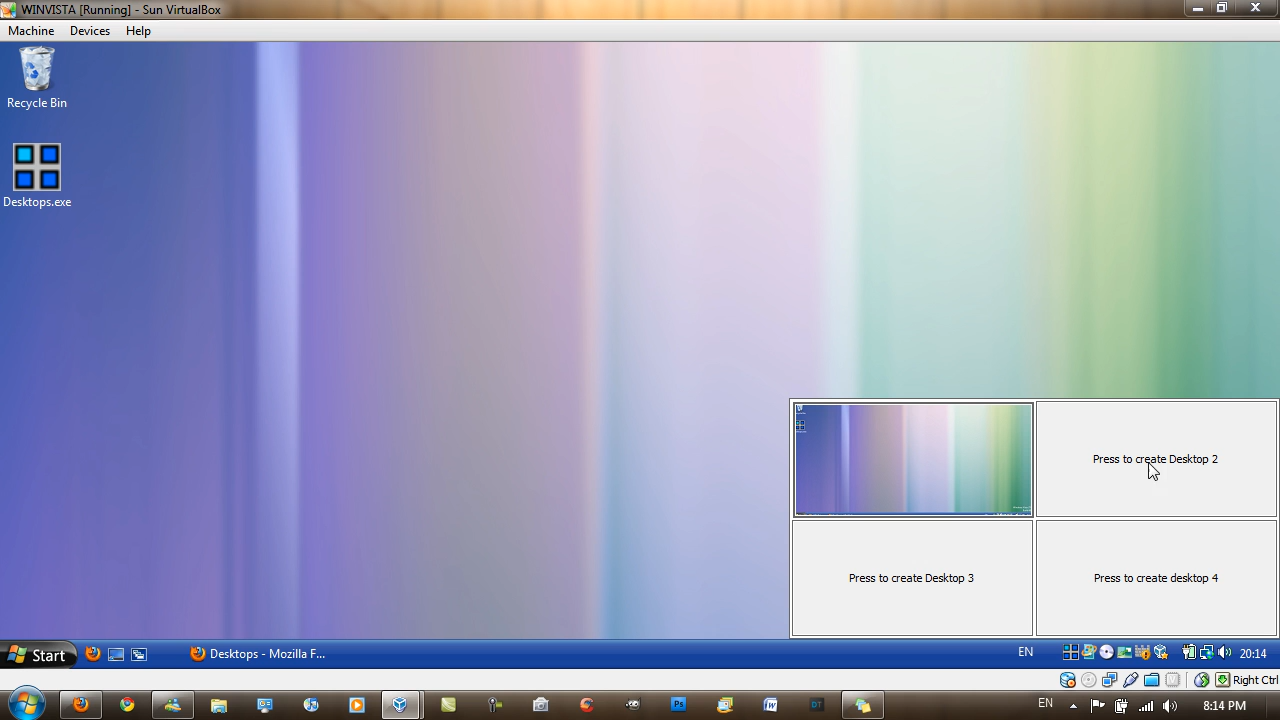 WINVISTA [Running] - Sun VirtualBox
Machine Devices Help
Recycle Bin
Desktops.exe
Press to create Desktop 2
Press to create Desktop 3
Press to create desktop 4
Start
Desktops - Mozilla F...
EN
20:14
Right Ctrl
Ps
DT
EN
8:14 PM